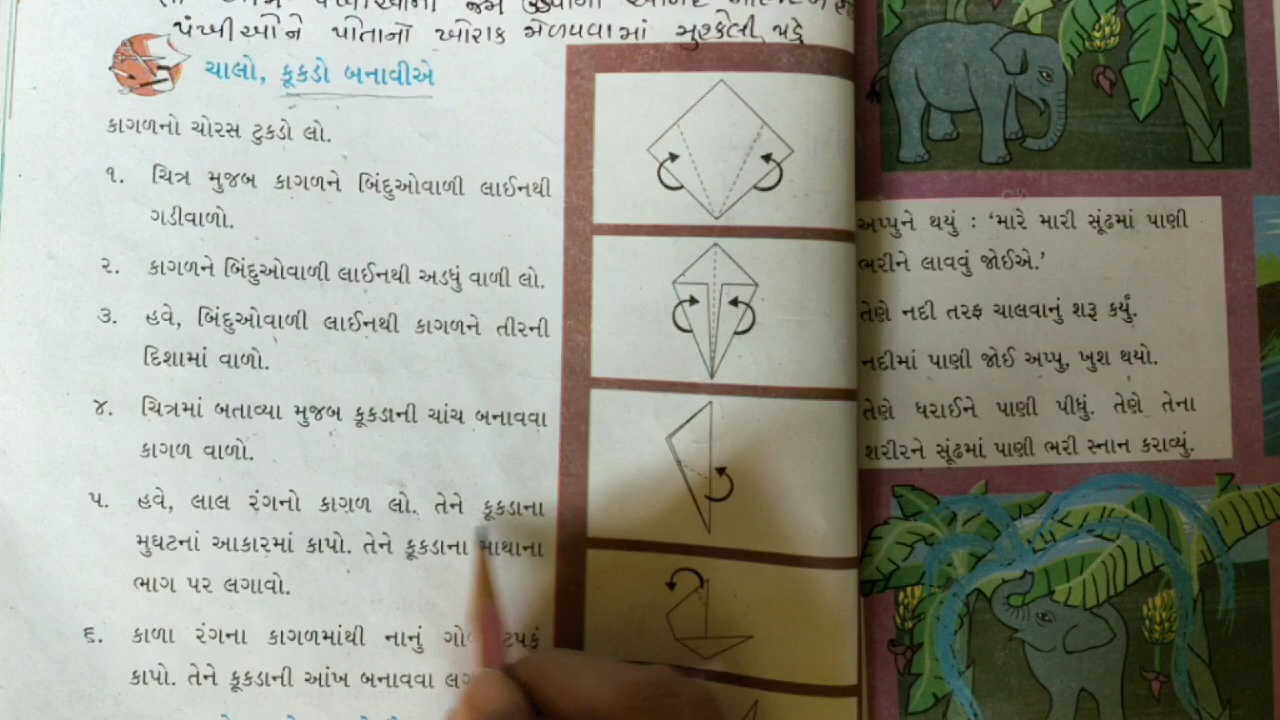 પંખીઓને પોતાનો ખોરાક મેળવવામાં મુશ્કેલી પડે
ચાલો, કૂકડો બનાવીએ
કાગળનો ચોરસ ટુકડો લો.
૧. ચિત્ર મુજબ કાગળને બિંદુઓવાળી લાઈનથી
ગડીવાળો.
૨. કાગળને બિંદુઓવાળી લાઈનથી અડધું વાળી લો.
૩. હવે, બિંદુઓવાળી લાઈનથી કાગળને તીરની
દિશામાં વાળો.
૪. ચિત્રમાં બતાવ્યા મુજબ કૂકડાની ચાંચ બનાવવા
કાગળ વાળો.
૫. હવે, લાલ રંગનો કાગળ લો. તેને કૂકડાના
મુઘટનાં આકારમાં કાપો. તેને કૂકડાના માથાના
ભાગ પર લગાવો.
૬. કાળા રંગના કાગળમાંથી નાનું ટપકું
કાપો. તેને કૂકડાની આંખ બનાવવા
અપ્પુને થયું : ‘મારે મારી સૂંઢમાં પાણી
ભરીને લાવવું જોઈએ.’
તેણે નદી તરફ ચાલવાનું શરૂ કર્યું.
નદીમાં પાણી જોઈ અપ્પુ, ખુશ થયો.
તેણે ધરાઈને પાણી પીધું. તેણે તેના
શરીરને સૂંઢમાં પાણી ભરી સ્નાન કરાવ્યું.